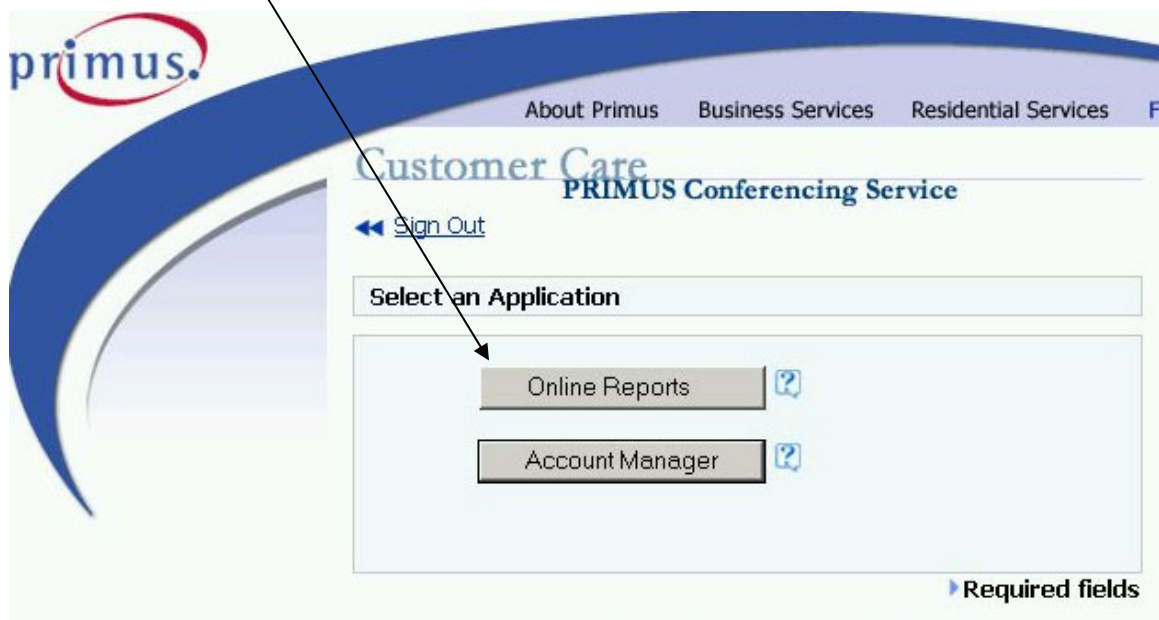 primus.
About Primus Business Services Residential Services F
Customer Care
PRIMUS Conferencing Service
Sign Out
Select an Application
Online Reports ?
Account Manager ?
Required fields